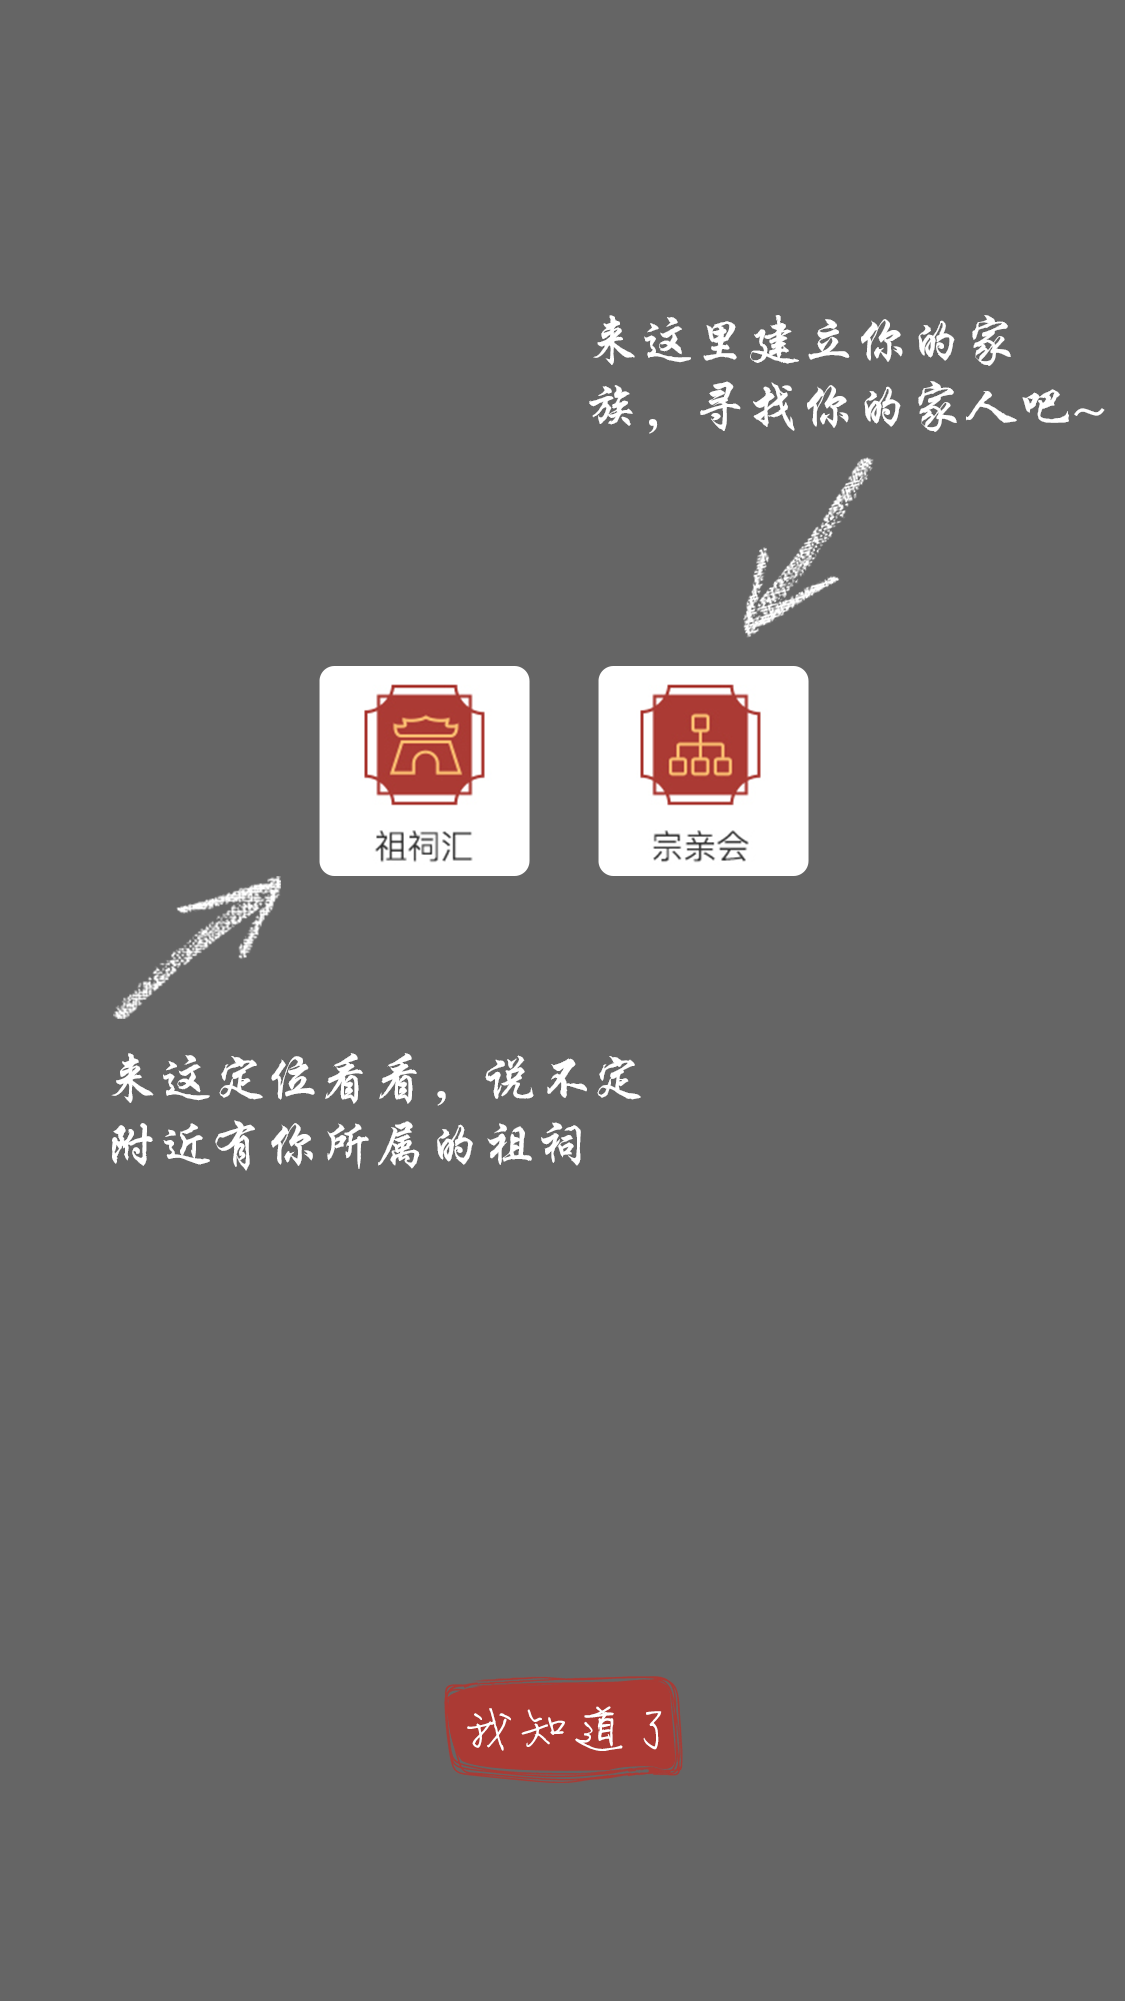 来这里建立你的家
族，寻找你的家人吧~
祖祠汇
宗亲会
来这定位看看，说不定
附近有你所属的祖祠
我知道了